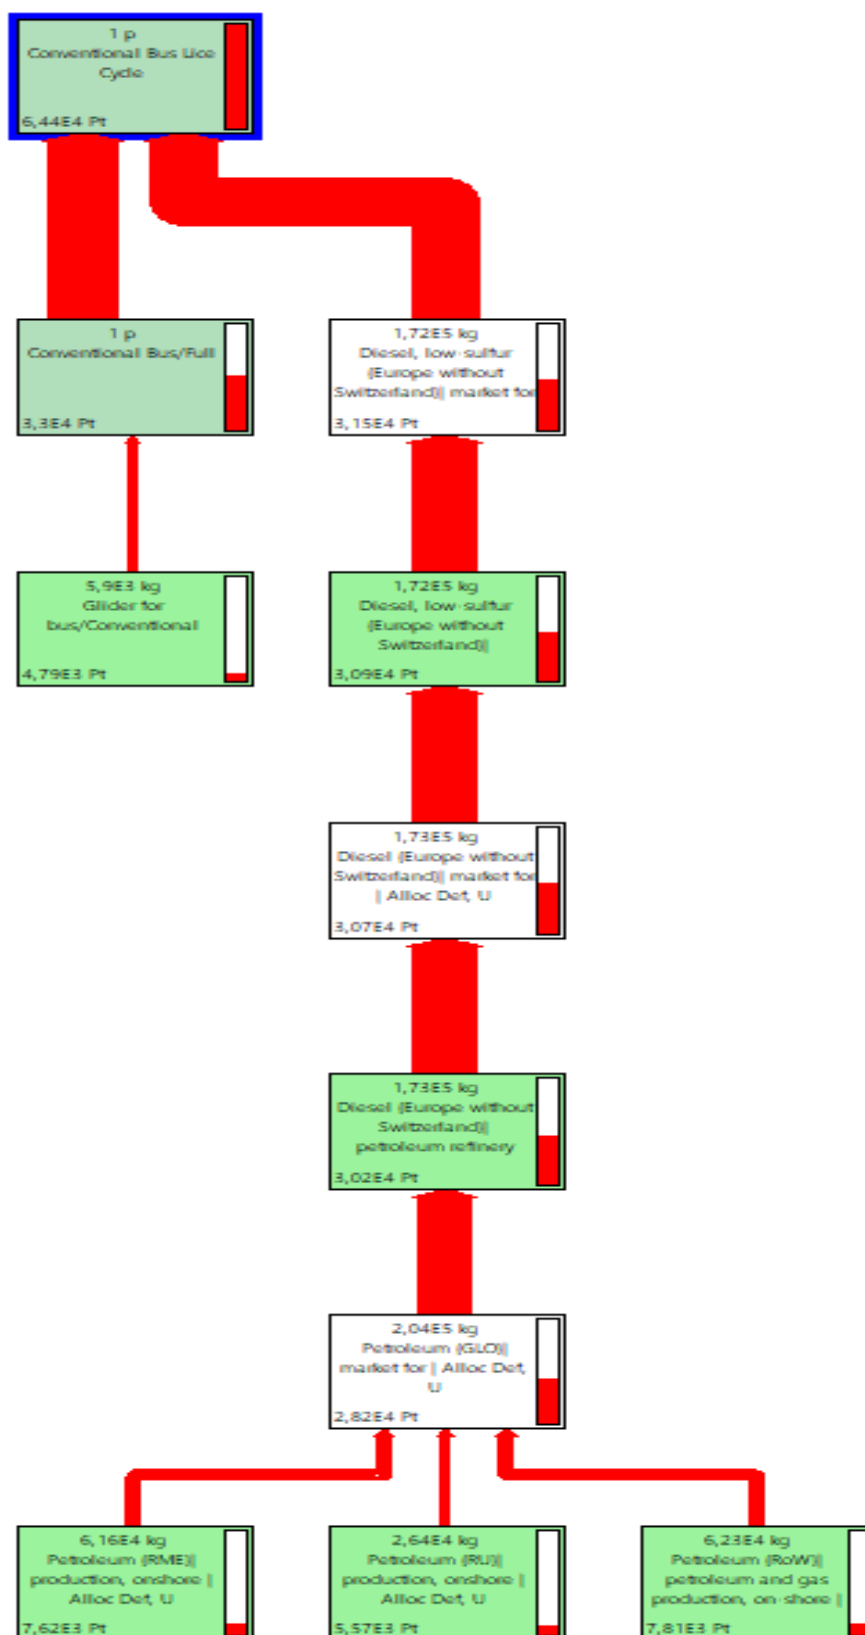 1 p
Conventional Bus Lice
Cycle
6,44E4 Pt
1 p
Conventional Bus/Full
3,3E4 Pt
1,72E5 kg
Diesel, low-sulfur
(Europe without
Switzerland)| market for
3,15E4 Pt
5,9E3 kg
Glider for
bus/Conventional
4,79E3 Pt
1,72E5 kg
Diesel, low-sulfur
(Europe without
Switzerland)|
3,09E4 Pt
1,73E5 kg
Diesel (Europe without
Switzerland)| market for
| Alloc Def, U
3,07E4 Pt
1,73E5 kg
Diesel (Europe without
Switzerland)|
petroleum refinery
3,02E4 Pt
2,04E5 kg
Petroleum (GLO)|
market for | Alloc Def,
U
2,82E4 Pt
6,16E4 kg
Petroleum (RME)|
production, onshore |
Alloc Def, U
7,62E3 Pt
2,64E4 kg
Petroleum (RU)|
production, onshore |
Alloc Def, U
5,57E3 Pt
6,23E4 kg
Petroleum (RoW)|
petroleum and gas
production, on-shore |
7,81E3 Pt